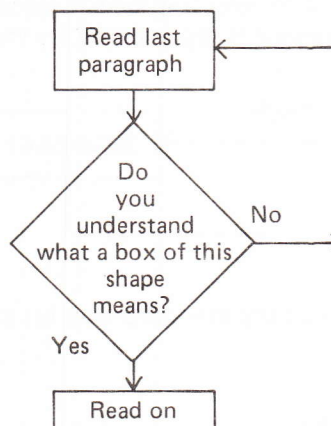 Read last
paragraph
Do
you
understand
what a box of this
shape
means?
No
Yes
Read on